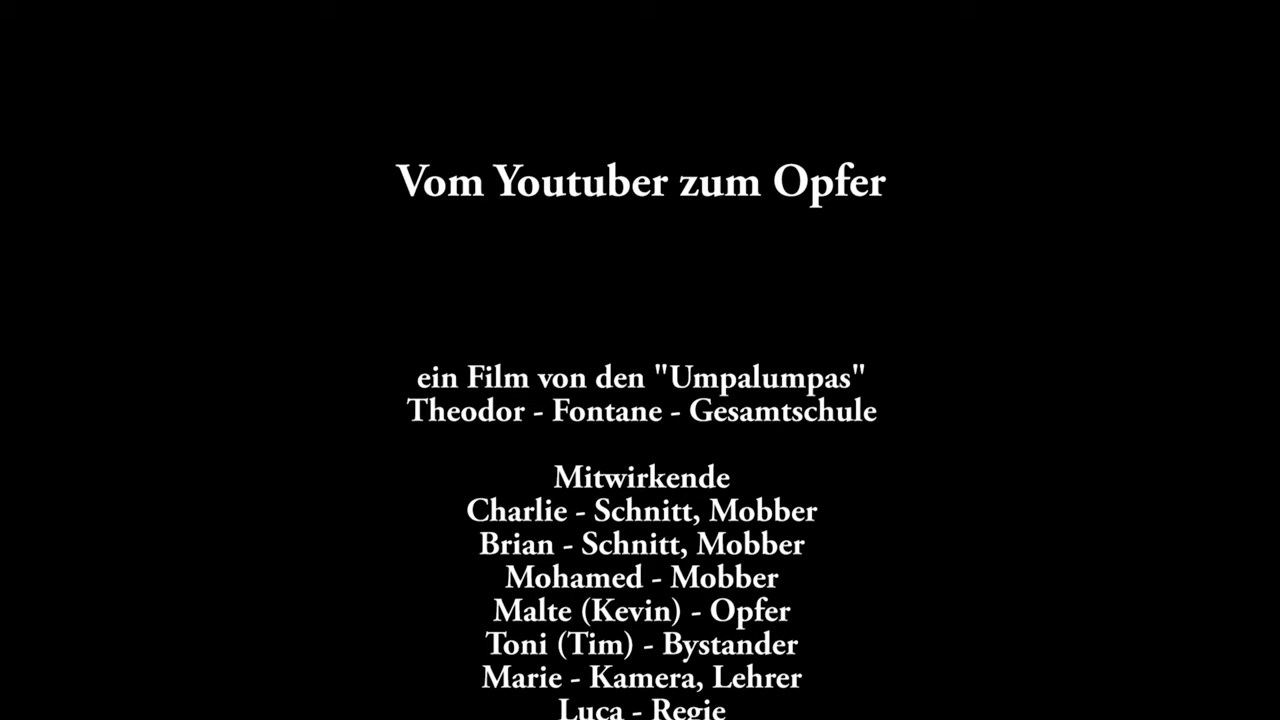 Vom Youtuber zum Opfer
ein Film von den "Umpalumpas"
Theodor - Fontane - Gesamtschule
Mitwirkende
Charlie - Schnitt, Mobber
Brian - Schnitt, Mobber
Mohamed - Mobber
Malte (Kevin) - Opfer
Toni (Tim) - Bystander
Marie - Kamera, Lehrer
Luca - Regie